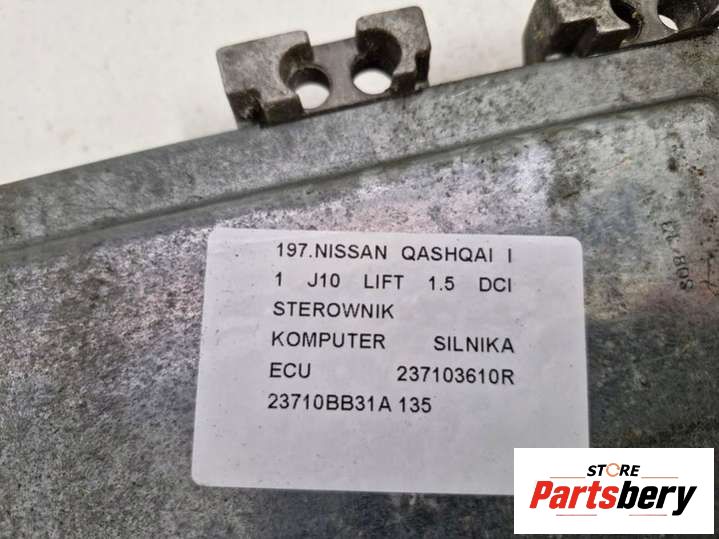 197.NISSAN QASHQAI I
1 J10 LIFT 1.5 DCI
STEROWNIK
KOMPUTER SILNIKA
ECU 237103610R
23710BB31A 135
STORE
Partsbery